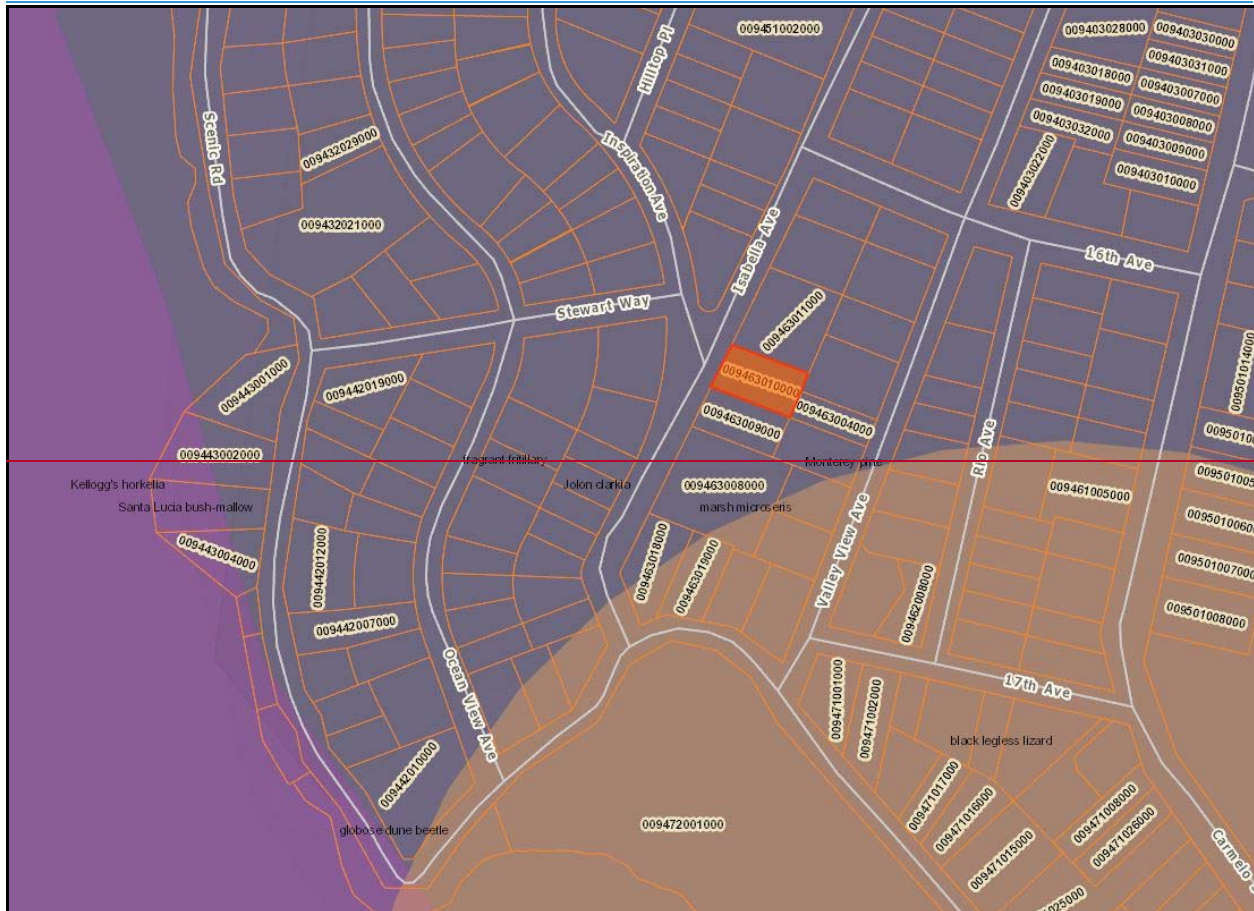 009451002000
009403028000
009403030000
009403031000
009403018000
009403007000
009403019000
009403008000
009403032000
009403009000
009403022000
009403010000
Hilltop Pl
Scenic Rd
009432029000
Inspiration Ave
009432021000
Isabella Ave
16th Ave
Stewart Way
009463011000
009463010000
009463004000
009463009000
009501014000
009443001000
009442019000
009443002000
fragrant fritillary
Monterey pine
Rio Ave
Kellogg's horkelia
Jolon clarkia
009463008000
009461005000
Santa Lucia bush-mallow
marsh microseris
009443004000
009442012000
009463018000
009463019000
Valley View Ave
009462008000
009501007000
009501008000
009442007000
Ocean View Ave
17th Ave
009471001000
009471002000
black legless lizard
009442010000
009471017000
009471016000
009471008000
009471026000
globose dune beetle
009472001000
009471015000
Carmelo